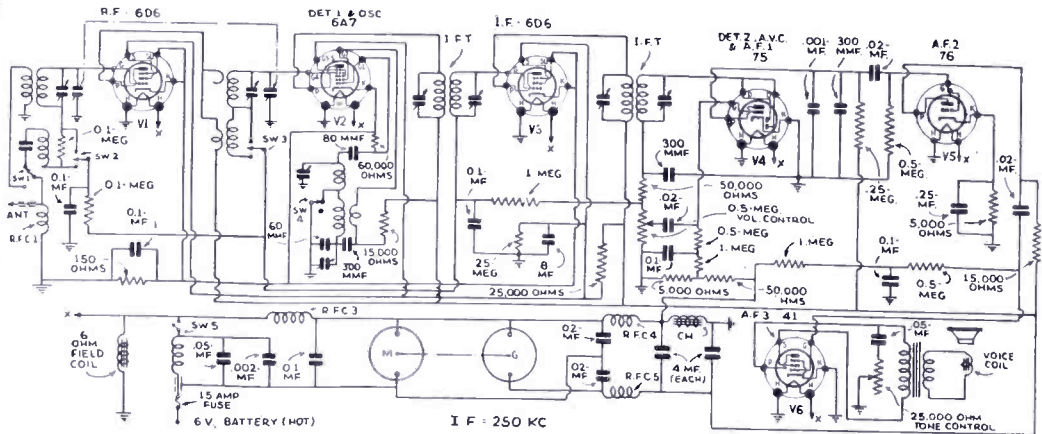 R.F. - 6D6
DET. 1 & OSC
6A7
I.F. - 6D6
DET. 2, A.V.C.
& A.F.1
75
.001-
MF.
300
MMF.
.02-
MF.
A.F.2
76
I.F.T
I.F.T
V1
V2
V3
V4
V5
X
X
X
X
X
0.1-
MEG
SW 2
SW1
ANT
R.F.C 1
0.1-
MF
0.1-MEG
0.1-
MF
150
OHMS
SW 3
80
MMF
60,000
OHMS
SW
4
60
MMF
300
MMF
15,000
OHMS
0.1
MF
1 MEG
.25
MEG
8
MF
25,000 OHMS
300
MMF
50,000
OHMS
.02-
MF
0.5-MEG.
VOL. CONTROL
0.5-MEG
1. MEG
0.1
MF
5,000 OHMS
50,000
OHMS
1. MEG
.25-
MEG.
0.5-
MEG.
0.1-
MF
0.5-
MEG
.25-
MF
5,000
OHMS
.02-
MF
15,000
OHMS
X
6
OHM
FIELD
COIL
SW 5
.05-
MF
.002-
MF
0.1
MF
15 AMP
FUSE
6 V. BATTERY (HOT)
R.F.C 3
M
G
I F = 250 KC
.02-
MF
.02-
MF
R.F.C 4
R.F.C 5
CH
4 MF.
(EACH)
A.F.3 41
V6
X
.05-
MF
VOICE
COIL
25,000 OHM
TONE CONTROL